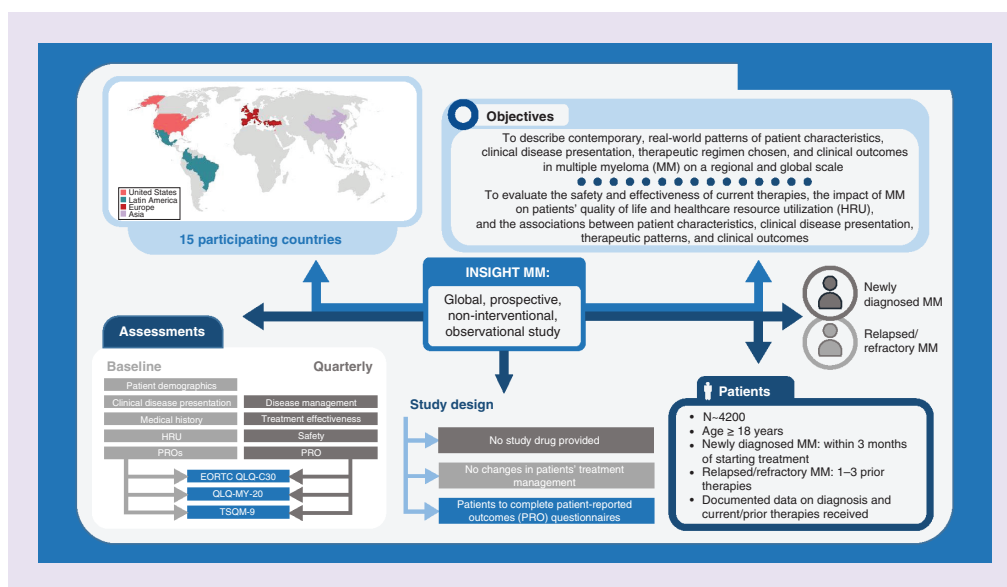 United States
Latin America
Europe
Asia
15 participating countries
Objectives
To describe contemporary, real-world patterns of patient characteristics,
clinical disease presentation, therapeutic regimen chosen, and clinical outcomes
in multiple myeloma (MM) on a regional and global scale
To evaluate the safety and effectiveness of current therapies, the impact of MM
on patients' quality of life and healthcare resource utilization (HRU),
and the associations between patient characteristics, clinical disease presentation,
therapeutic patterns, and clinical outcomes
INSIGHT MM:
Global, prospective,
non-interventional,
observational study
Newly
diagnosed MM
Relapsed/
refractory MM
Assessments
Baseline
Patient demographics
Clinical disease presentation
Medical history
HRU
PROs
Quarterly
Disease management
Treatment effectiveness
Safety
PRO
EORTC QLQ-C30
QLQ-MY-20
TSQM-9
Study design
No study drug provided
No changes in patients' treatment
management
Patients to complete patient-reported
outcomes (PRO) questionnaires
Patients
• N~4200
• Age ≥ 18 years
• Newly diagnosed MM: within 3 months
of starting treatment
• Relapsed/refractory MM: 1–3 prior
therapies
• Documented data on diagnosis and
current/prior therapies received